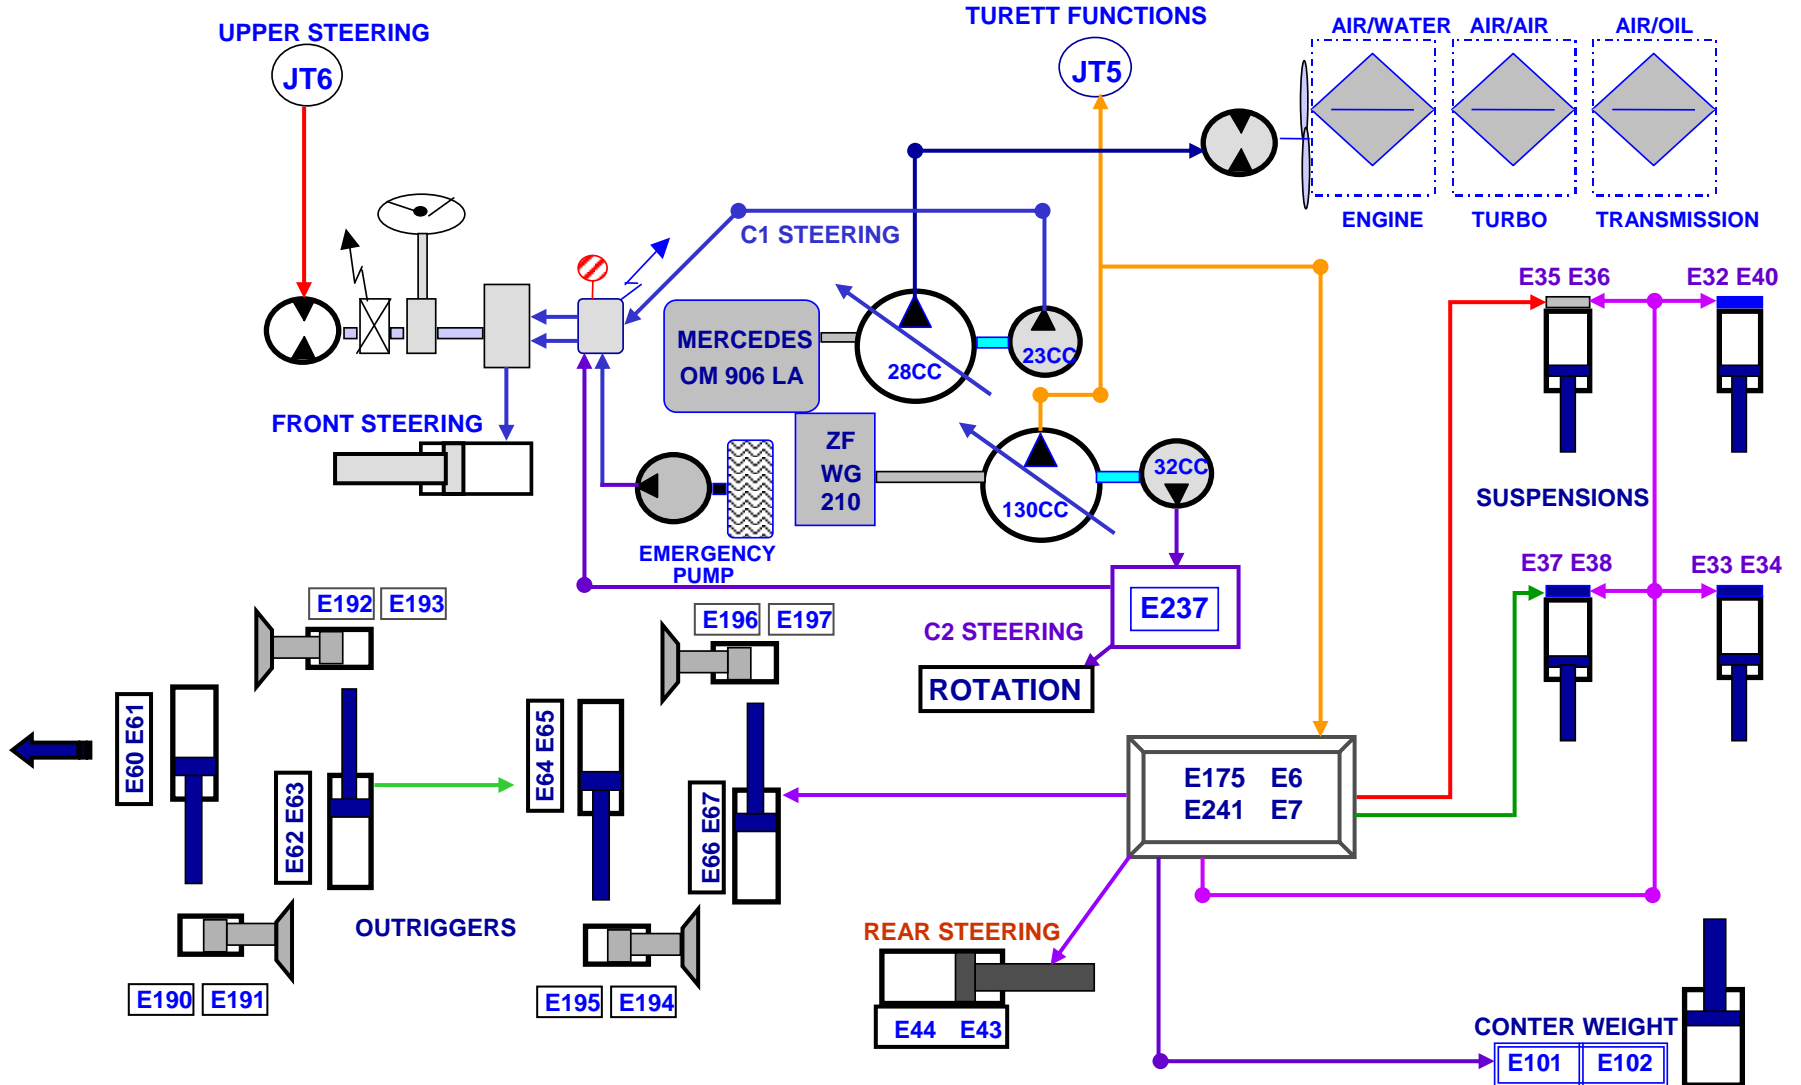 TURETT FUNCTIONS
UPPER STEERING
AIR/WATER
AIR/AIR
AIR/OIL
JT6
JT5
ENGINE
TURBO
TRANSMISSION
C1 STEERING
E35 E36
E32 E40
MERCEDES
OM 906 LA
28CC
23CC
FRONT STEERING
ZF
WG
210
130CC
32CC
SUSPENSIONS
EMERGENCY
PUMP
E37 E38
E33 E34
E192
E193
E196
E197
E237
C2 STEERING
ROTATION
E60 E61
E62 E63
E64 E65
E66 E67
E175 E6
E241 E7
OUTRIGGERS
REAR STEERING
E190
E191
E195
E194
E44 E43
CONTER WEIGHT
E101
E102